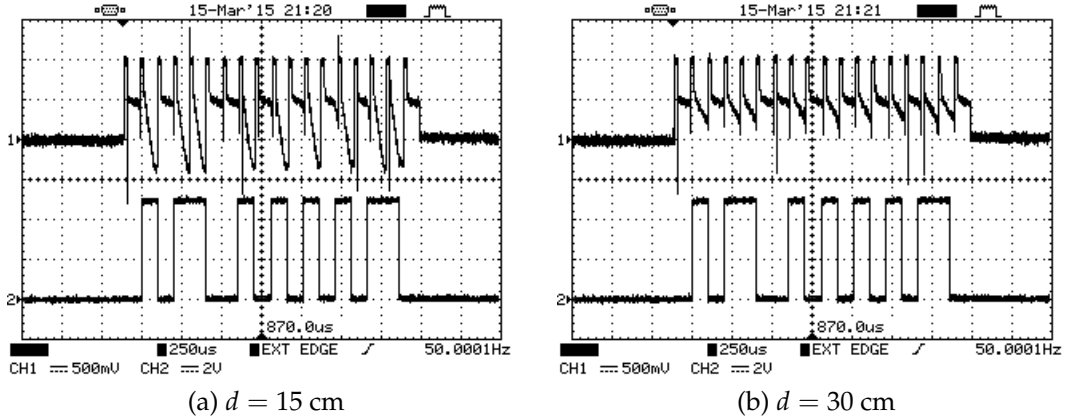 15-Mar'15 21:20
1
2
870.0us
250us EXT EDGE 50.0001Hz
CH1 500mV CH2 2V
(a) d = 15 cm
15-Mar'15 21:21
1
2
870.0us
250us EXT EDGE 50.0001Hz
CH1 500mV CH2 2V
(b) d = 30 cm